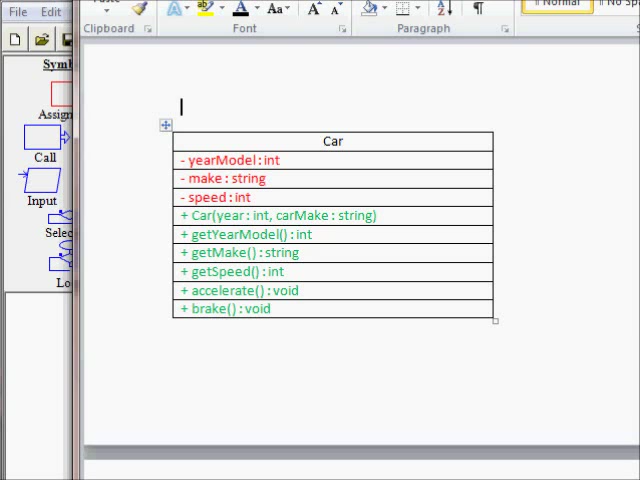 File Edit
Symb
Assign
Call
Input
Selec
Lo
Clipboard
Font
Paragraph
¶ Normal
¶ No Sp
Aa
A A
Car
- yearModel : int
- make : string
- speed : int
+ Car(year : int, carMake : string)
+ getYearModel() : int
+ getMake() : string
+ getSpeed() : int
+ accelerate() : void
+ brake() : void